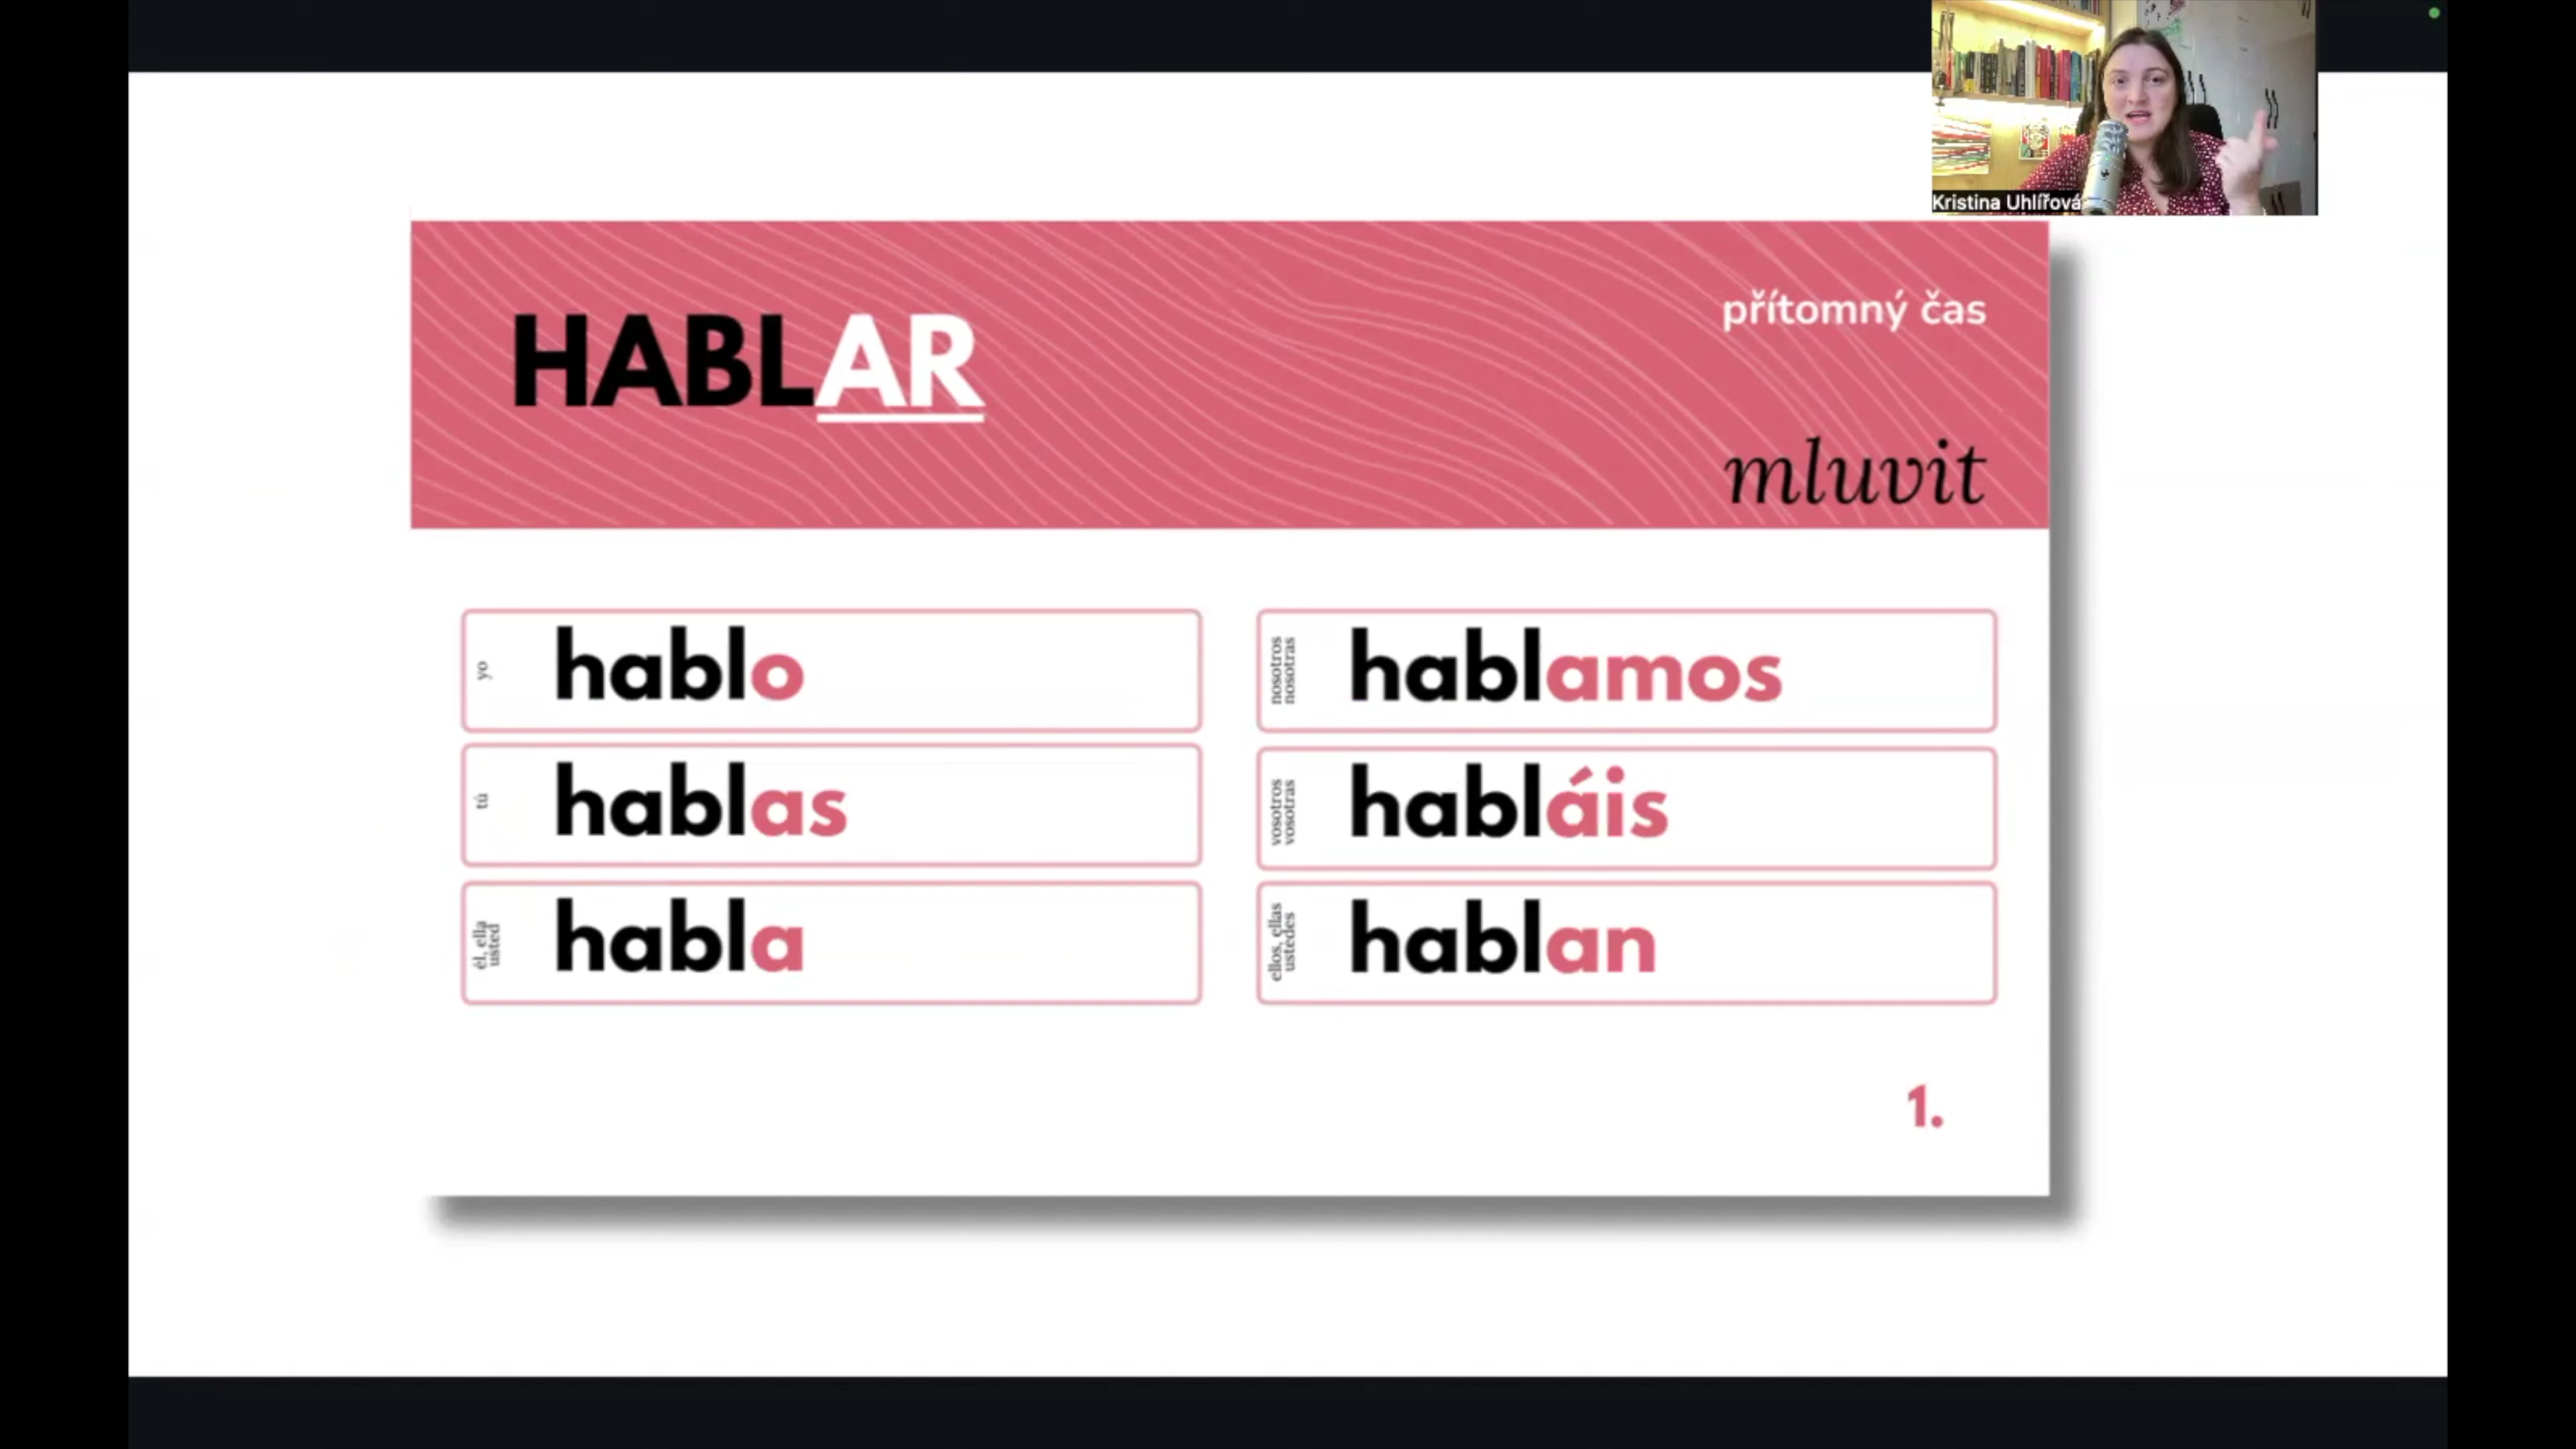 Kristina Uhlířová
HABLAR
přítomný čas
mluvit
yo
hablo
tú
hablas
él, ella
usted
habla
nosotros
nosotras
hablamos
vosotros
vosotras
habláis
ellos, ellas
ustedes
hablan
1.